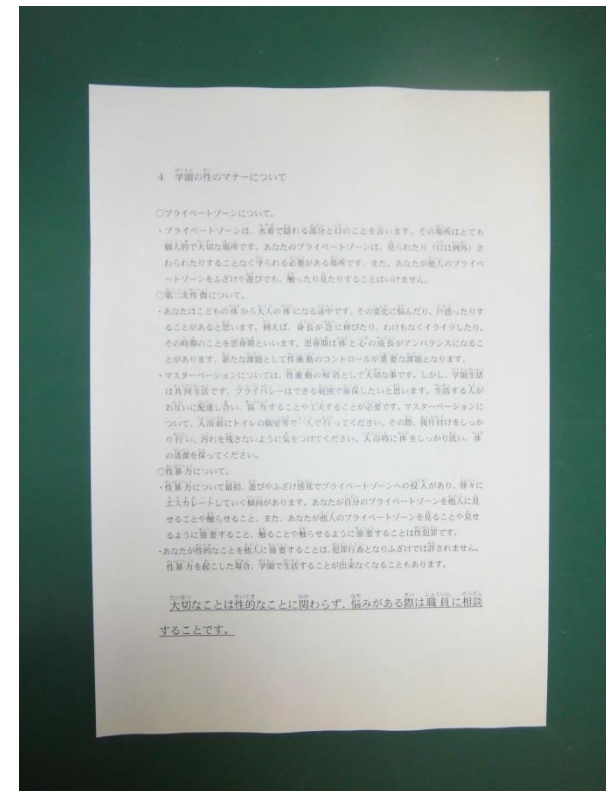 4 学園の性のマナーについて
○プライベートゾーンについて。
・プライベートゾーンは、水着で隠れる部分と口のことを言います。その場所はとても
個人的で大切な場所です。あなたのプライベートゾーンは、見られたり（口は例外）さ
わられたりすることなく守られる必要がある場所です。また、あなたが他人のプライベ
ートゾーンをふざけや遊びでも、触ったり見たりすることはいけません。
○第二次性徴について。
・あなたはこどもの体から大人の体になる途中です。その変化に悩んだり、戸惑ったりす
ることがあると思います。例えば、身長が急に伸びたり、わけもなくイライラしたり。
その時期のことを思春期といいます。思春期は体と心の成長がアンバランスになるこ
とがあります。新たな課題として性衝動のコントロールが重要な課題となります。
・マスターベーションについては、性衝動の解消として大切な事です。しかし、学園生活
は共同生活です。プライバシーはできる範囲で確保したいと思います。生活する人が
お互いに配慮し合い、協力することや工夫することが必要です。マスターベーションに
ついて、入浴前にトイレの個室等で一人で行ってください。その際、後片付けをしっか
り行い、汚れを残さないように気をつけてください。入浴時に体をしっかり洗い、体
の清潔を保ってください。
○性暴力について。
・性暴力について最初、遊びやふざけ感覚でプライベートゾーンへの侵入があり、徐々に
エスカレートしていく傾向があります。あなたが自分のプライベートゾーンを他人に見
せることや触らせること、また、あなたが他人のプライベートゾーンを見ることや見せ
るように強要すること、触ることや触らせるように強要することは性犯罪です。
・あなたが性的なことを他人に強要することは、犯罪行為となりふざけでは許されません。
性暴力を起こした場合、学園で生活することが出来なくなることもあります。
大切なことは性的なことに関わらず、悩みがある際は職員に相談
することです。